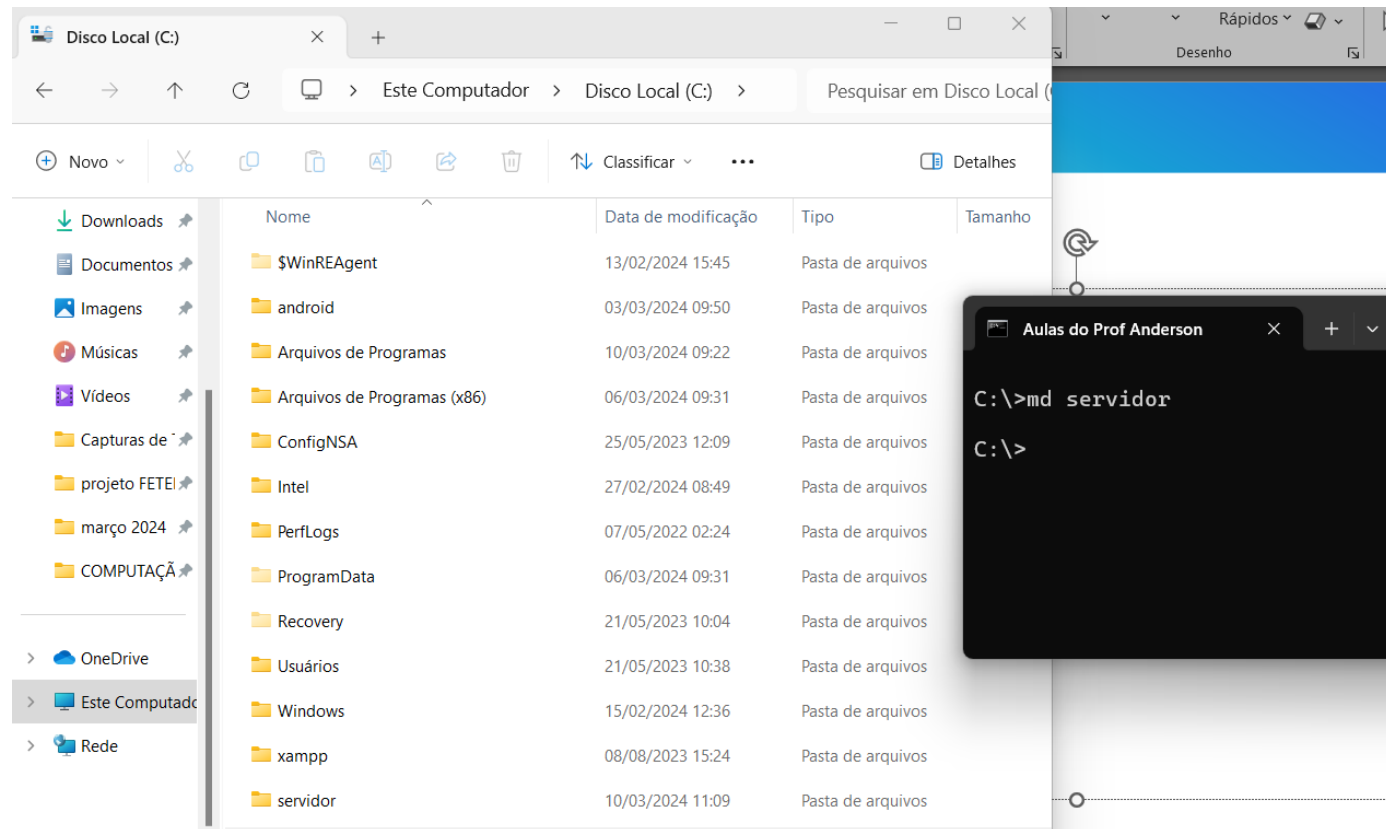 Disco Local (C:)
Rápidos
Desenho
Este Computador > Disco Local (C:) >
Pesquisar em Disco Local (
Novo
Classificar
Detalhes
Downloads
Documentos
Imagens
Músicas
Vídeos
Capturas de
projeto FETE
março 2024
COMPUTAÇÃ
OneDrive
Este Computad
Rede
Nome Data de modificação Tipo Tamanho
$WinREAgent 13/02/2024 15:45 Pasta de arquivos
android 03/03/2024 09:50 Pasta de arquivos
Arquivos de Programas 10/03/2024 09:22 Pasta de arquivos
Arquivos de Programas (x86) 06/03/2024 09:31 Pasta de arquivos
ConfigNSA 25/05/2023 12:09 Pasta de arquivos
Intel 27/02/2024 08:49 Pasta de arquivos
PerfLogs 07/05/2022 02:24 Pasta de arquivos
ProgramData 06/03/2024 09:31 Pasta de arquivos
Recovery 21/05/2023 10:04 Pasta de arquivos
Usuários 21/05/2023 10:38 Pasta de arquivos
Windows 15/02/2024 12:36 Pasta de arquivos
xampp 08/08/2023 15:24 Pasta de arquivos
servidor 10/03/2024 11:09 Pasta de arquivos
Aulas do Prof Anderson
C:\>md servidor
C:\>